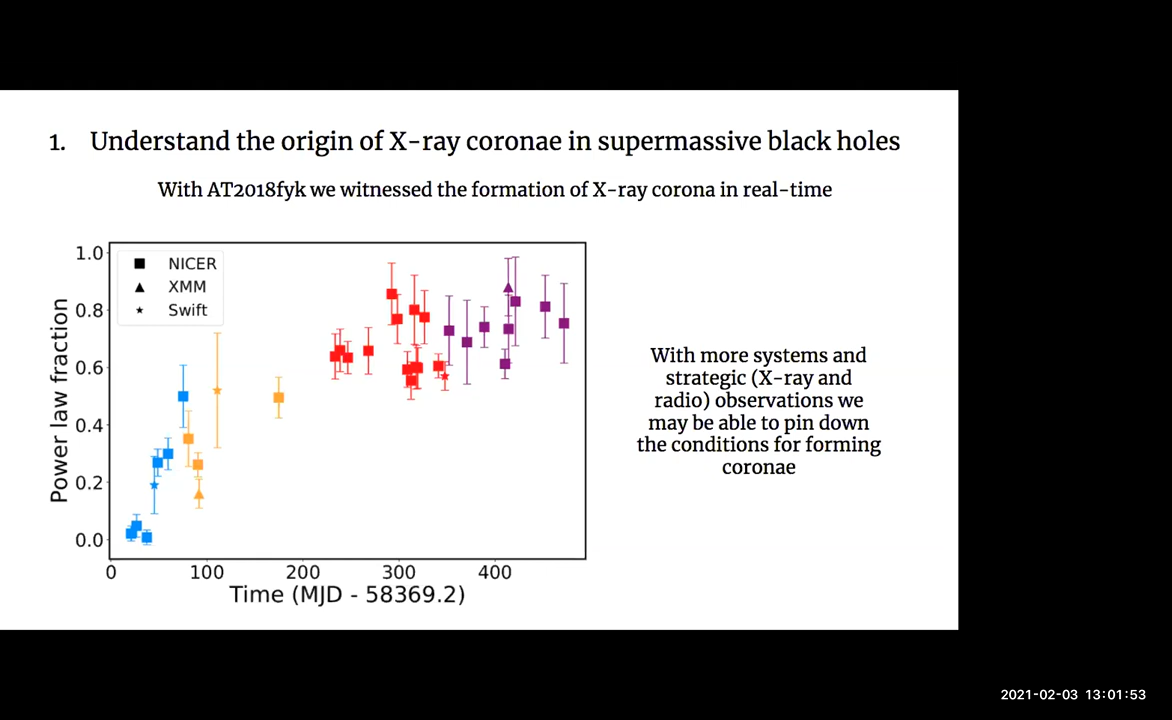 1. Understand the origin of X-ray coronae in supermassive black holes
With AT2018fyk we witnessed the formation of X-ray corona in real-time
1.0
0.8
0.6
0.4
0.2
0.0
Power law fraction
NICER
XMM
Swift
0 100 200 300 400
Time (MJD - 58369.2)
With more systems and
strategic (X-ray and
radio) observations we
may be able to pin down
the conditions for forming
coronae
2021-02-03 13:01:53